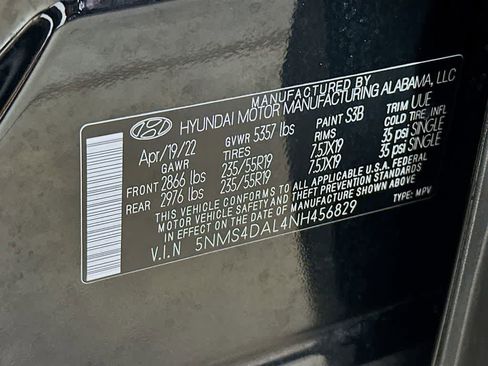 MANUFACTURED BY
HYUNDAI MOTOR MANUFACTURING ALABAMA, LLC
Apr/19/22 GVWR 5357 lbs PAINT S3B TRIM UUE
GAWR TIRES RIMS COLD TIRE INFL
FRONT 2866 lbs 235/55R19 7.5JX19 35 psi SINGLE
REAR 2976 lbs 235/55R19 7.5JX19 35 psi SINGLE
THIS VEHICLE CONFORMS TO ALL APPLICABLE U.S.A. FEDERAL
MOTOR VEHICLE SAFETY STANDARDS
IN EFFECT ON THE DATE OF MANUFACTURE SHOWN ABOVE.
V.I.N 5NMS4DAL4NH456829 TYPE: MPV